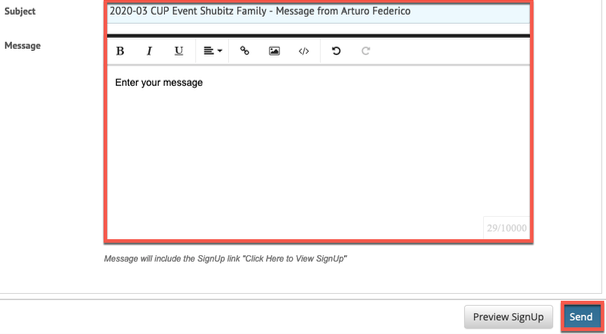 Subject
2020-03 CUP Event Shubitz Family - Message from Arturo Federico
Message
B I U
Enter your message
29/10000
Message will include the SignUp link "Click Here to View SignUp"
Preview SignUp
Send